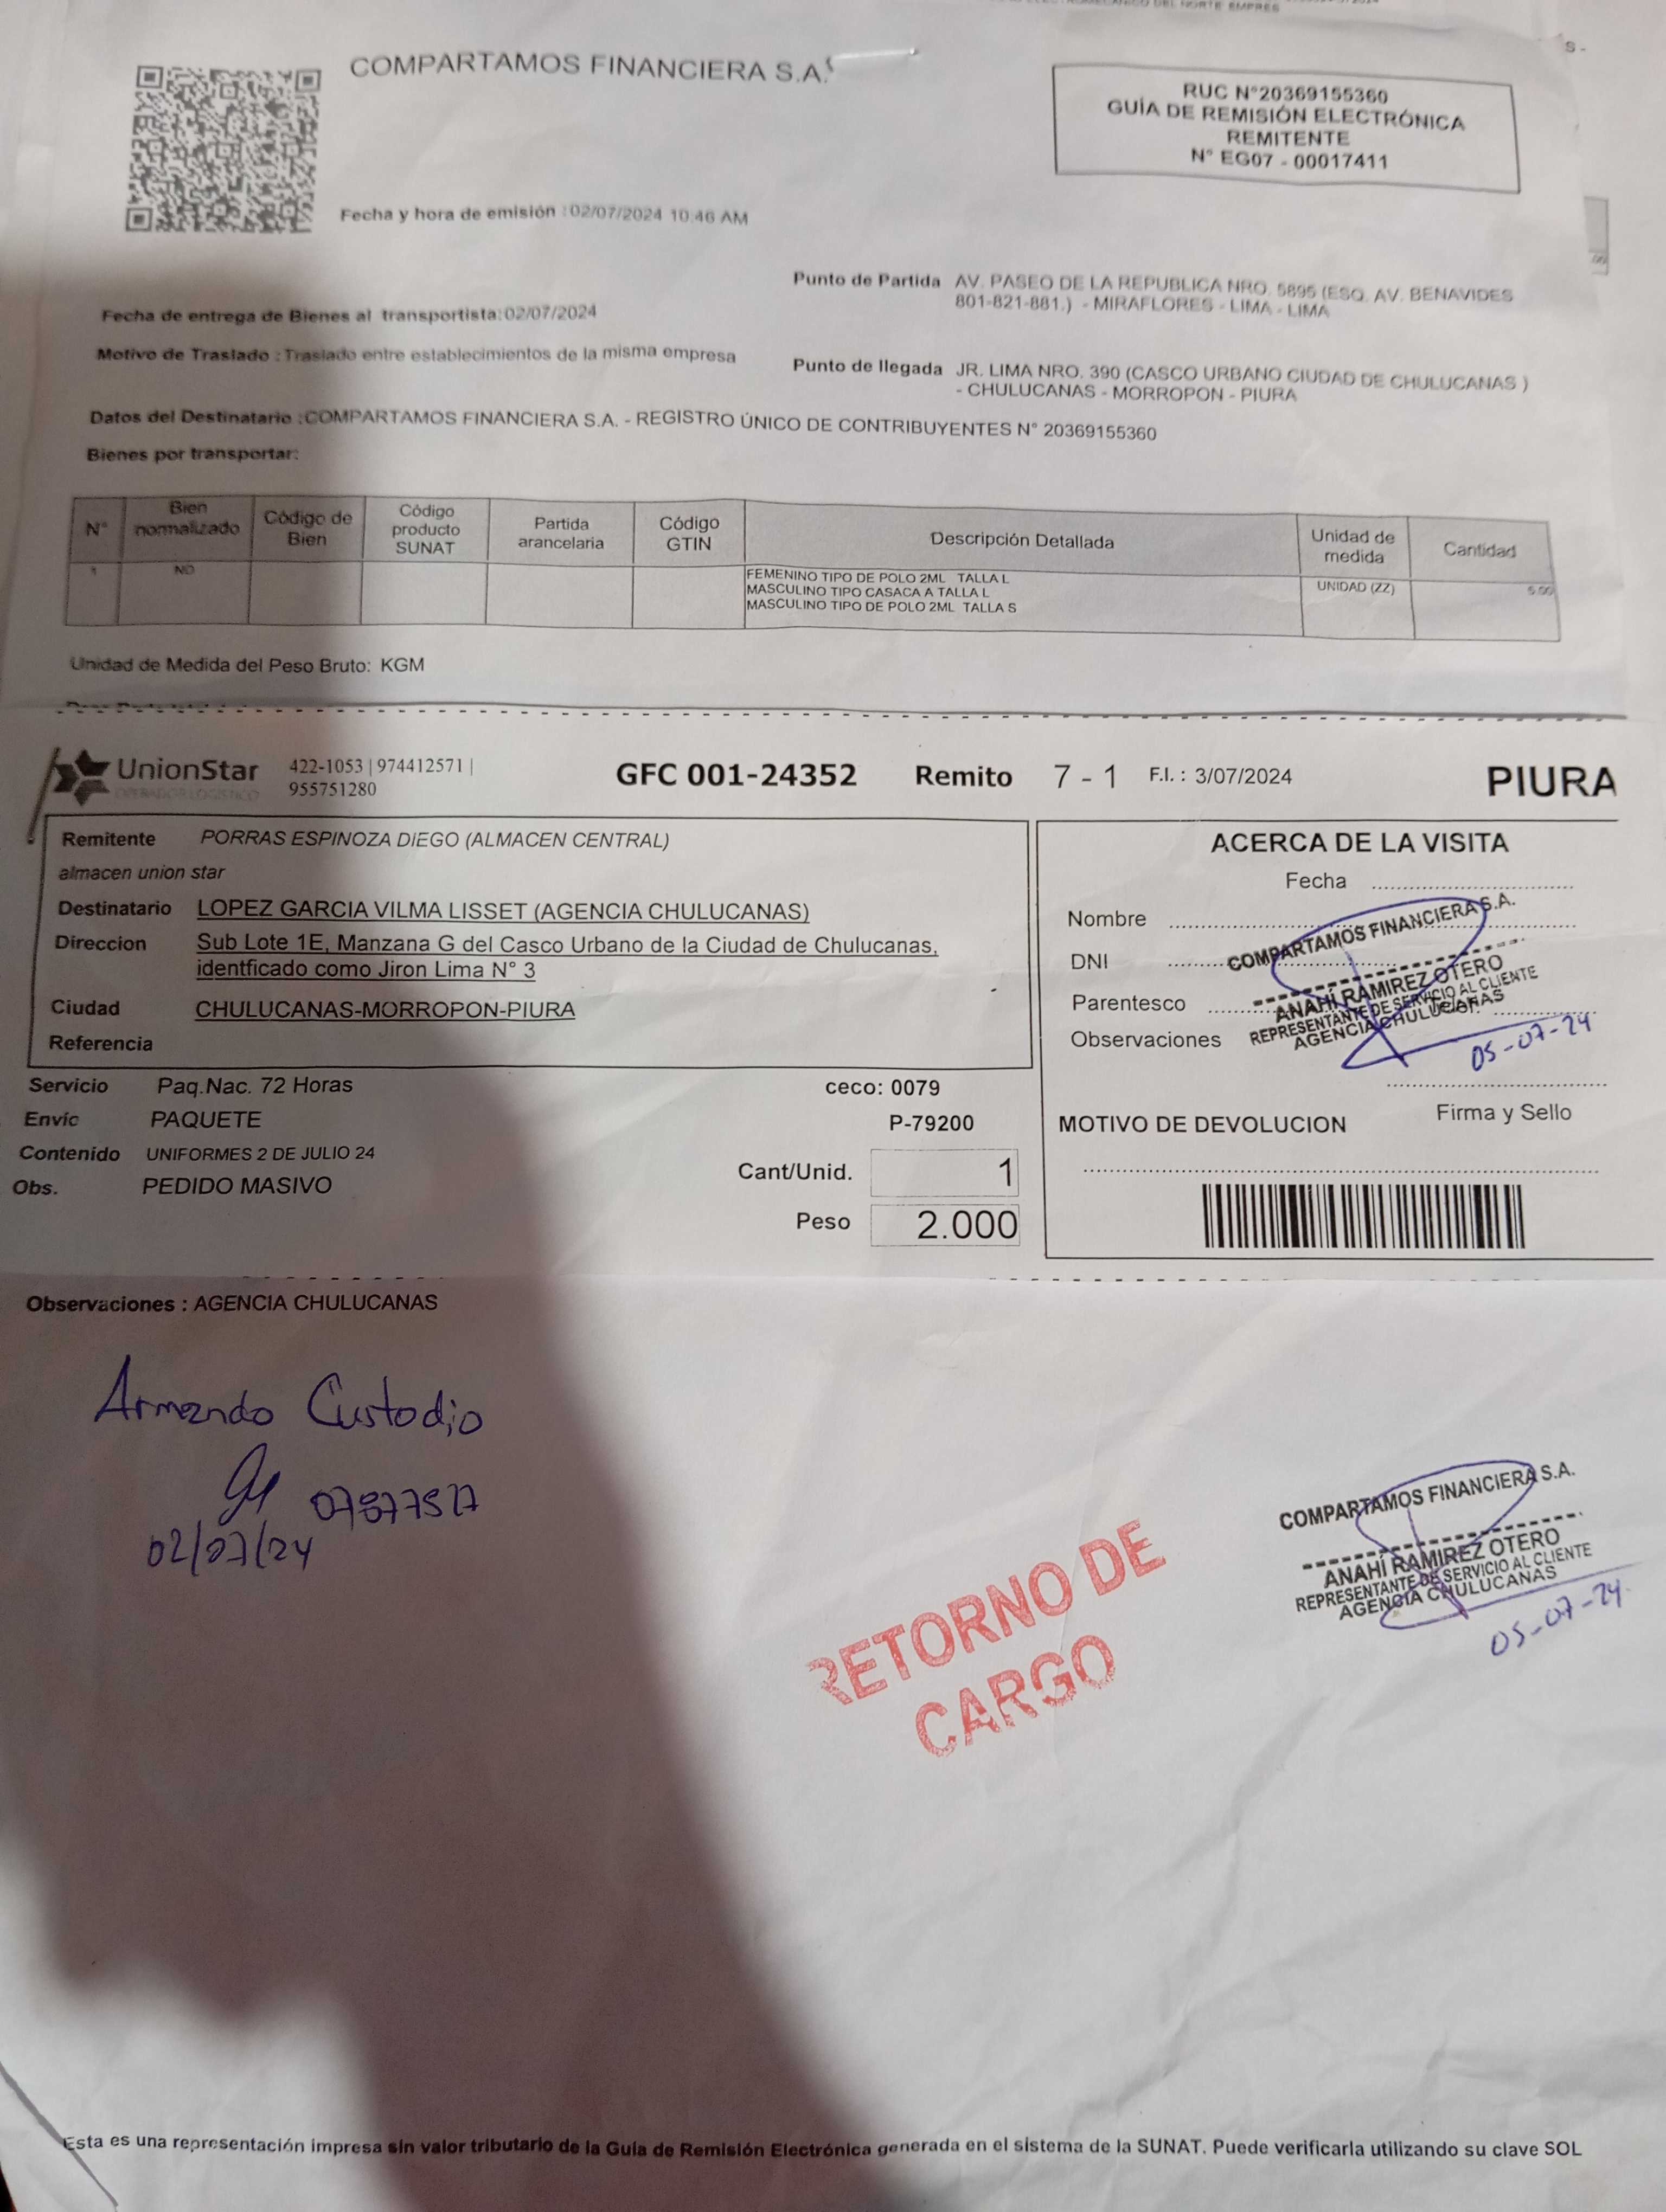 COMPARTAMOS FINANCIERA S.A.
RUC N°20369155360
GUÍA DE REMISIÓN ELECTRÓNICA
REMITENTE
N° EG07 - 00017411
Fecha y hora de emisión : 02/07/2024 10:46 AM
Punto de Partida AV. PASEO DE LA REPUBLICA NRO. 5895 (ESQ. AV. BENAVIDES
801-821-881.) - MIRAFLORES - LIMA - LIMA
Fecha de entrega de Bienes al transportista: 02/07/2024
Motivo de Traslado : Traslado entre establecimientos de la misma empresa
Punto de llegada JR. LIMA NRO. 390 (CASCO URBANO CIUDAD DE CHULUCANAS )
- CHULUCANAS - MORROPON - PIURA
Datos del Destinatario : COMPARTAMOS FINANCIERA S.A. - REGISTRO ÚNICO DE CONTRIBUYENTES N° 20369155360
Bienes por transportar:
N° Bien normalizado Código de Bien Código producto SUNAT Partida arancelaria Código GTIN Descripción Detallada Unidad de medida Cantidad
1 NO FEMENINO TIPO DE POLO 2ML TALLA L UNIDAD (ZZ) 5.00
MASCULINO TIPO CASACA A TALLA L
MASCULINO TIPO DE POLO 2ML TALLA S
Unidad de Medida del Peso Bruto: KGM
UnionStar 422-1053 | 974412571 |
OPERADOR LOGISTICO 955751280
GFC 001-24352 Remito 7 - 1 F.I. : 3/07/2024 PIURA
Remitente PORRAS ESPINOZA DIEGO (ALMACEN CENTRAL)
almacen union star
Destinatario LOPEZ GARCIA VILMA LISSET (AGENCIA CHULUCANAS)
Direccion Sub Lote 1E, Manzana G del Casco Urbano de la Ciudad de Chulucanas,
identficado como Jiron Lima N° 3
Ciudad CHULUCANAS-MORROPON-PIURA
Referencia
Servicio Paq.Nac. 72 Horas ceco: 0079
Envío PAQUETE P-79200
Contenido UNIFORMES 2 DE JULIO 24
Obs. PEDIDO MASIVO
Cant/Unid. 1
Peso 2.000
ACERCA DE LA VISITA
Fecha
Nombre
DNI
Parentesco Telef.
Observaciones
COMPARTAMOS FINANCIERA S.A.
ANAHÍ RAMIREZ OTERO
REPRESENTANTE DE SERVICIO AL CLIENTE
AGENCIA CHULUCANAS
05-07-24
Firma y Sello
MOTIVO DE DEVOLUCION
Observaciones : AGENCIA CHULUCANAS
Armando Custodio
02/07/24
RETORNO DE
CARGO
COMPARTAMOS FINANCIERA S.A.
ANAHÍ RAMIREZ OTERO
REPRESENTANTE DE SERVICIO AL CLIENTE
AGENCIA CHULUCANAS
05-07-24
Esta es una representación impresa sin valor tributario de la Guía de Remisión Electrónica generada en el sistema de la SUNAT. Puede verificarla utilizando su clave SOL